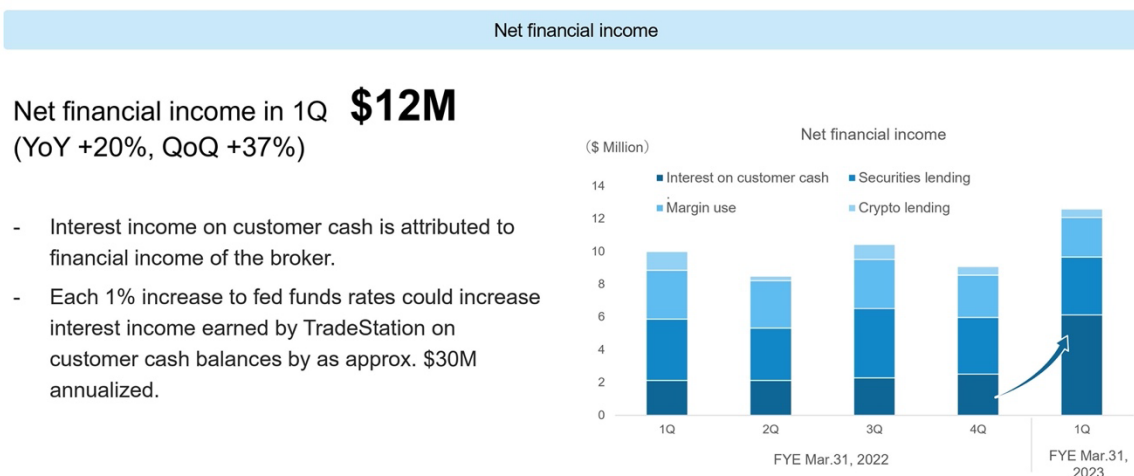 Net financial income
Net financial income in 1Q $12M
(YoY +20%, QoQ +37%)
- Interest income on customer cash is attributed to
financial income of the broker.
- Each 1% increase to fed funds rates could increase
interest income earned by TradeStation on
customer cash balances by as approx. $30M
annualized.
Net financial income
($ Million)
Interest on customer cash
Securities lending
Margin use
Crypto lending
14
12
10
8
6
4
2
0
1Q
2Q
3Q
4Q
1Q
FYE Mar.31, 2022
FYE Mar.31,
2023